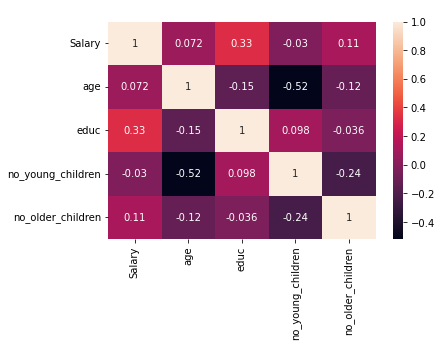 Salary 1 0.072 0.33 -0.03 0.11
age 0.072 1 -0.15 -0.52 -0.12
educ 0.33 -0.15 1 0.098 -0.036
no_young_children -0.03 -0.52 0.098 1 -0.24
no_older_children 0.11 -0.12 -0.036 -0.24 1
Salary
age
educ
no_young_children
no_older_children
1.0
0.8
0.6
0.4
0.2
0.0
−0.2
−0.4